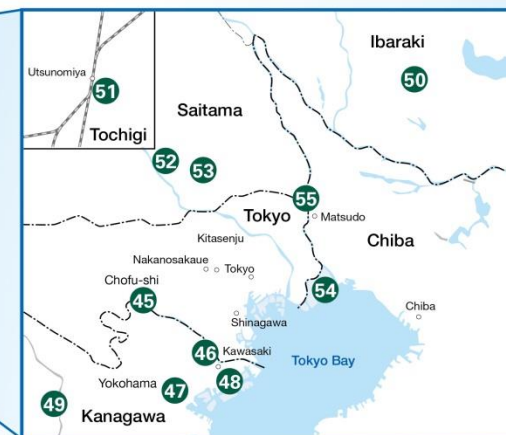 Ibaraki
50
Utsunomiya
51
Saitama
Tochigi
52
53
55
Tokyo
Matsudo
Kitasenju
Chiba
Nakanosakaue
Tokyo
Chofu-shi
54
45
Chiba
Shinagawa
46
Kawasaki
Tokyo Bay
Yokohama
47
48
49
Kanagawa